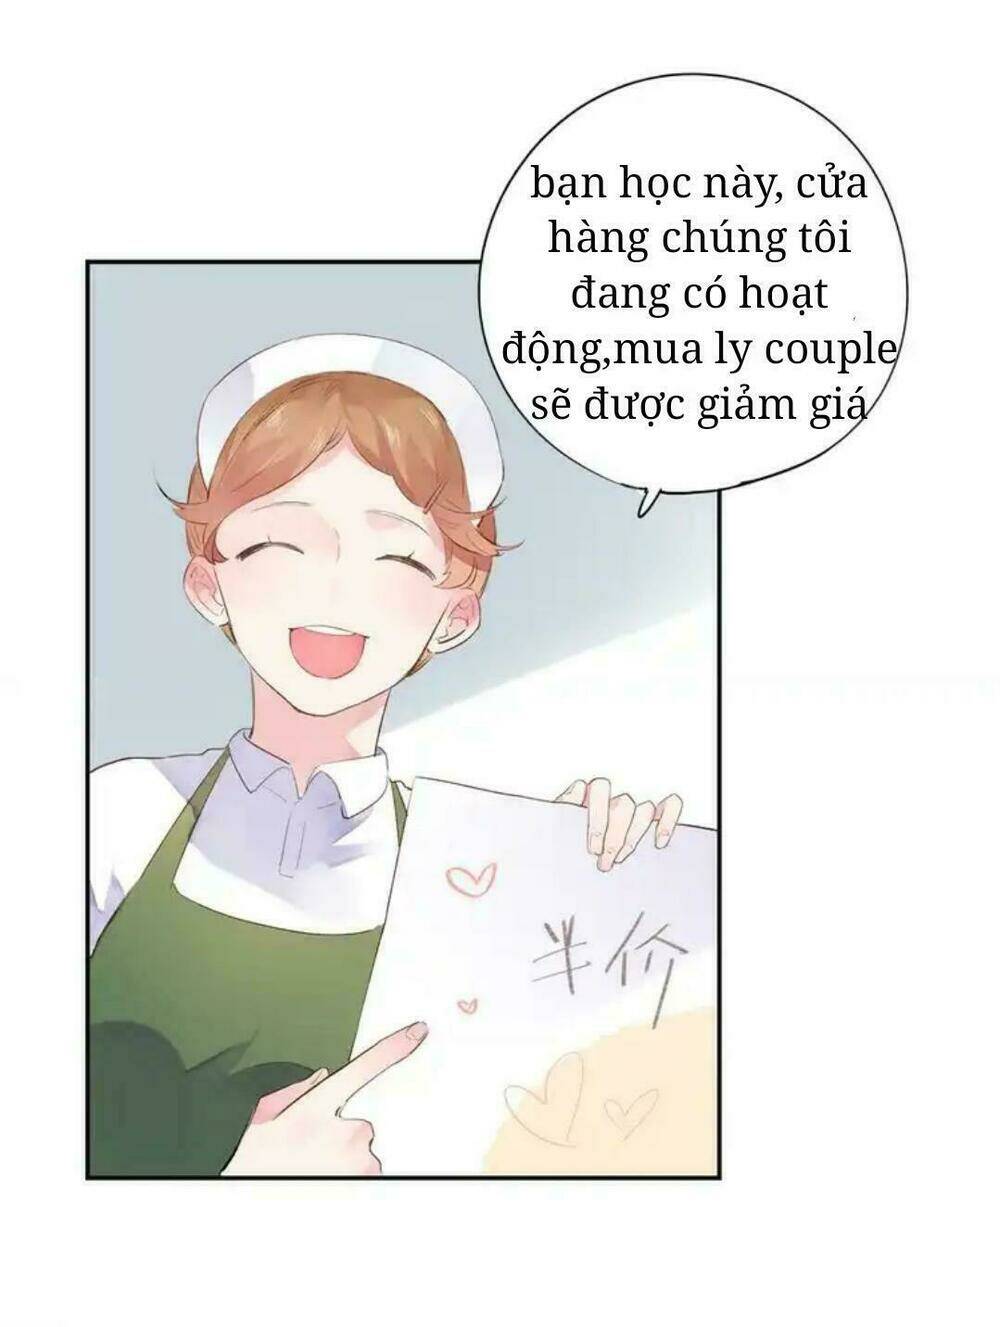 bạn học này, cửa
hàng chúng tôi
đang có hoạt
động,mua ly couple
sẽ được giảm giá
半价